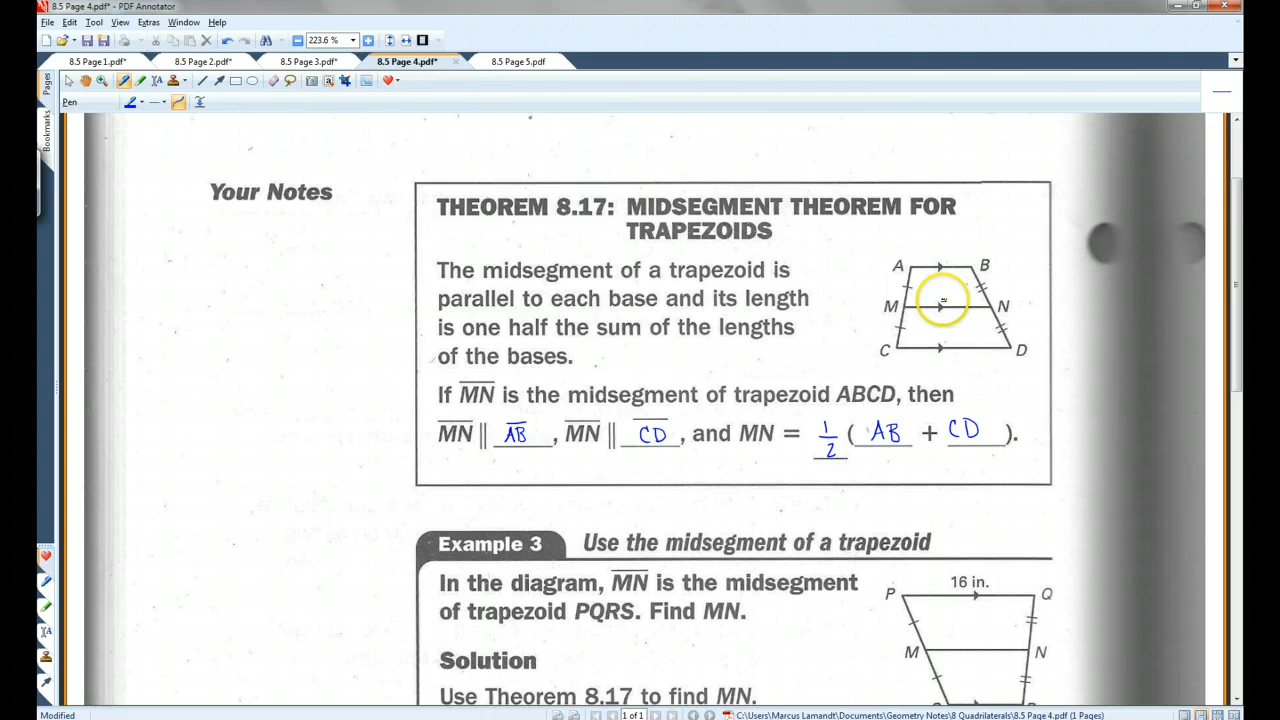 8.5 Page 4.pdf* - PDF Annotator
File Edit Tool View Extras Window Help
223.6 %
8.5 Page 1.pdf* 8.5 Page 2.pdf* 8.5 Page 3.pdf* 8.5 Page 4.pdf* 8.5 Page 5.pdf
Pen
Pages
Bookmarks
Your Notes
THEOREM 8.17: MIDSEGMENT THEOREM FOR
TRAPEZOIDS
The midsegment of a trapezoid is
parallel to each base and its length
is one half the sum of the lengths
of the bases.
A B
M N
C D
If MN is the midsegment of trapezoid ABCD, then
MN || AB , MN || CD , and MN = 1/2 ( AB + CD ).
Example 3 Use the midsegment of a trapezoid
In the diagram, MN is the midsegment
of trapezoid PQRS. Find MN.
16 in.
P Q
M N
Solution
Use Theorem 8.17 to find MN.
Modified 1 of 1 C:\Users\Marcus Lamandt\Documents\Geometry Notes\8 Quadrilaterals\8.5 Page 4.pdf (1 Pages)